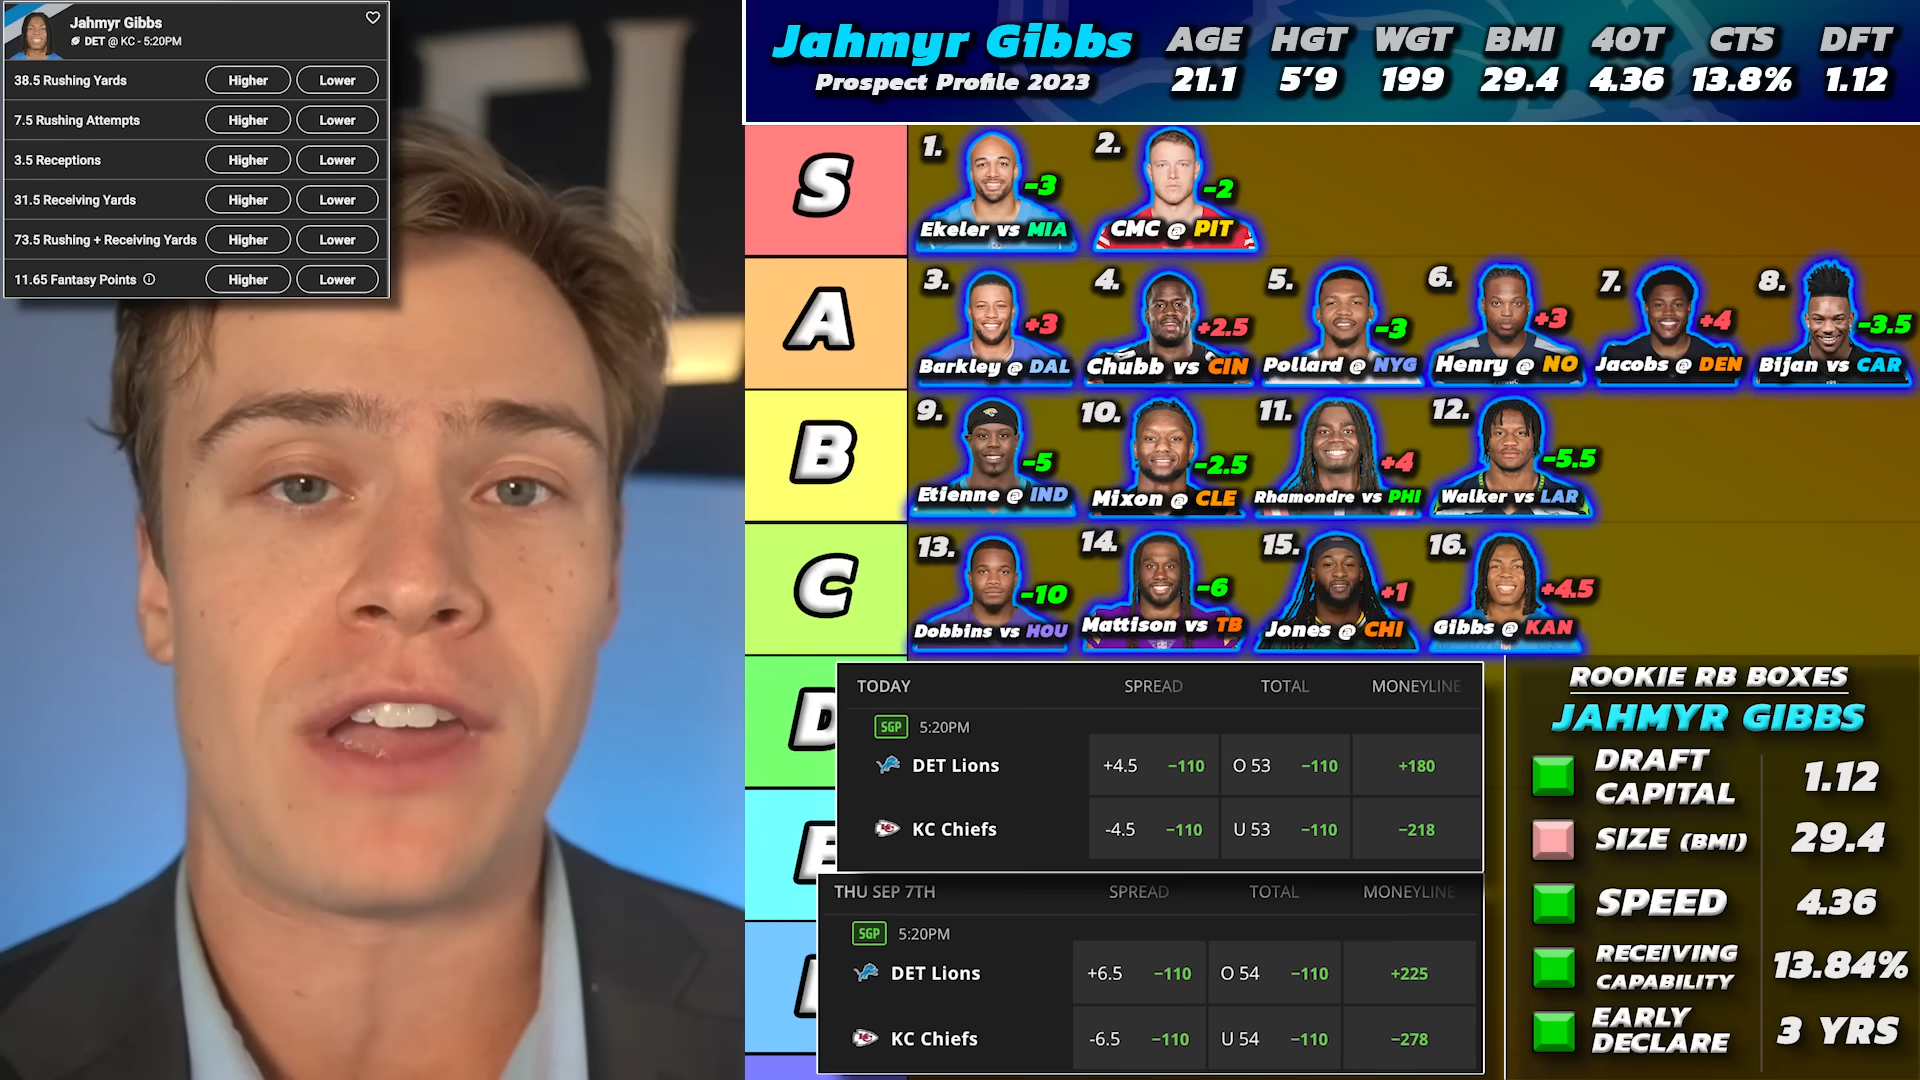 Jahmyr Gibbs
DET @ KC - 5:20PM
38.5 Rushing Yards Higher Lower
7.5 Rushing Attempts Higher Lower
3.5 Receptions Higher Lower
31.5 Receiving Yards Higher Lower
73.5 Rushing + Receiving Yards Higher Lower
11.65 Fantasy Points Higher Lower
Jahmyr Gibbs
Prospect Profile 2023
AGE HGT WGT BMI 40T CTS DFT
21.1 5'9 199 29.4 4.36 13.8% 1.12
S
1. -3 Ekeler vs MIA
2. -2 CMC @ PIT
A
3. +3 Barkley @ DAL
4. +2.5 Chubb vs CIN
5. -3 Pollard @ NYG
6. +3 Henry @ NO
7. +4 Jacobs @ DEN
8. -3.5 Bijan vs CAR
B
9. -5 Etienne @ IND
10. -2.5 Mixon @ CLE
11. +4 Rhamondre vs PHI
12. -5.5 Walker vs LAR
C
13. -10 Dobbins vs HOU
14. -6 Mattison vs TB
15. +1 Jones @ CHI
16. +4.5 Gibbs @ KAN
D
E
TODAY SPREAD TOTAL MONEYLINE
SGP 5:20PM
DET Lions +4.5 -110 O 53 -110 +180
KC Chiefs -4.5 -110 U 53 -110 -218
THU SEP 7TH SPREAD TOTAL MONEYLINE
SGP 5:20PM
DET Lions +6.5 -110 O 54 -110 +225
KC Chiefs -6.5 -110 U 54 -110 -278
ROOKIE RB BOXES
JAHMYR GIBBS
DRAFT CAPITAL 1.12
SIZE (BMI) 29.4
SPEED 4.36
RECEIVING CAPABILITY 13.84%
EARLY DECLARE 3 YRS